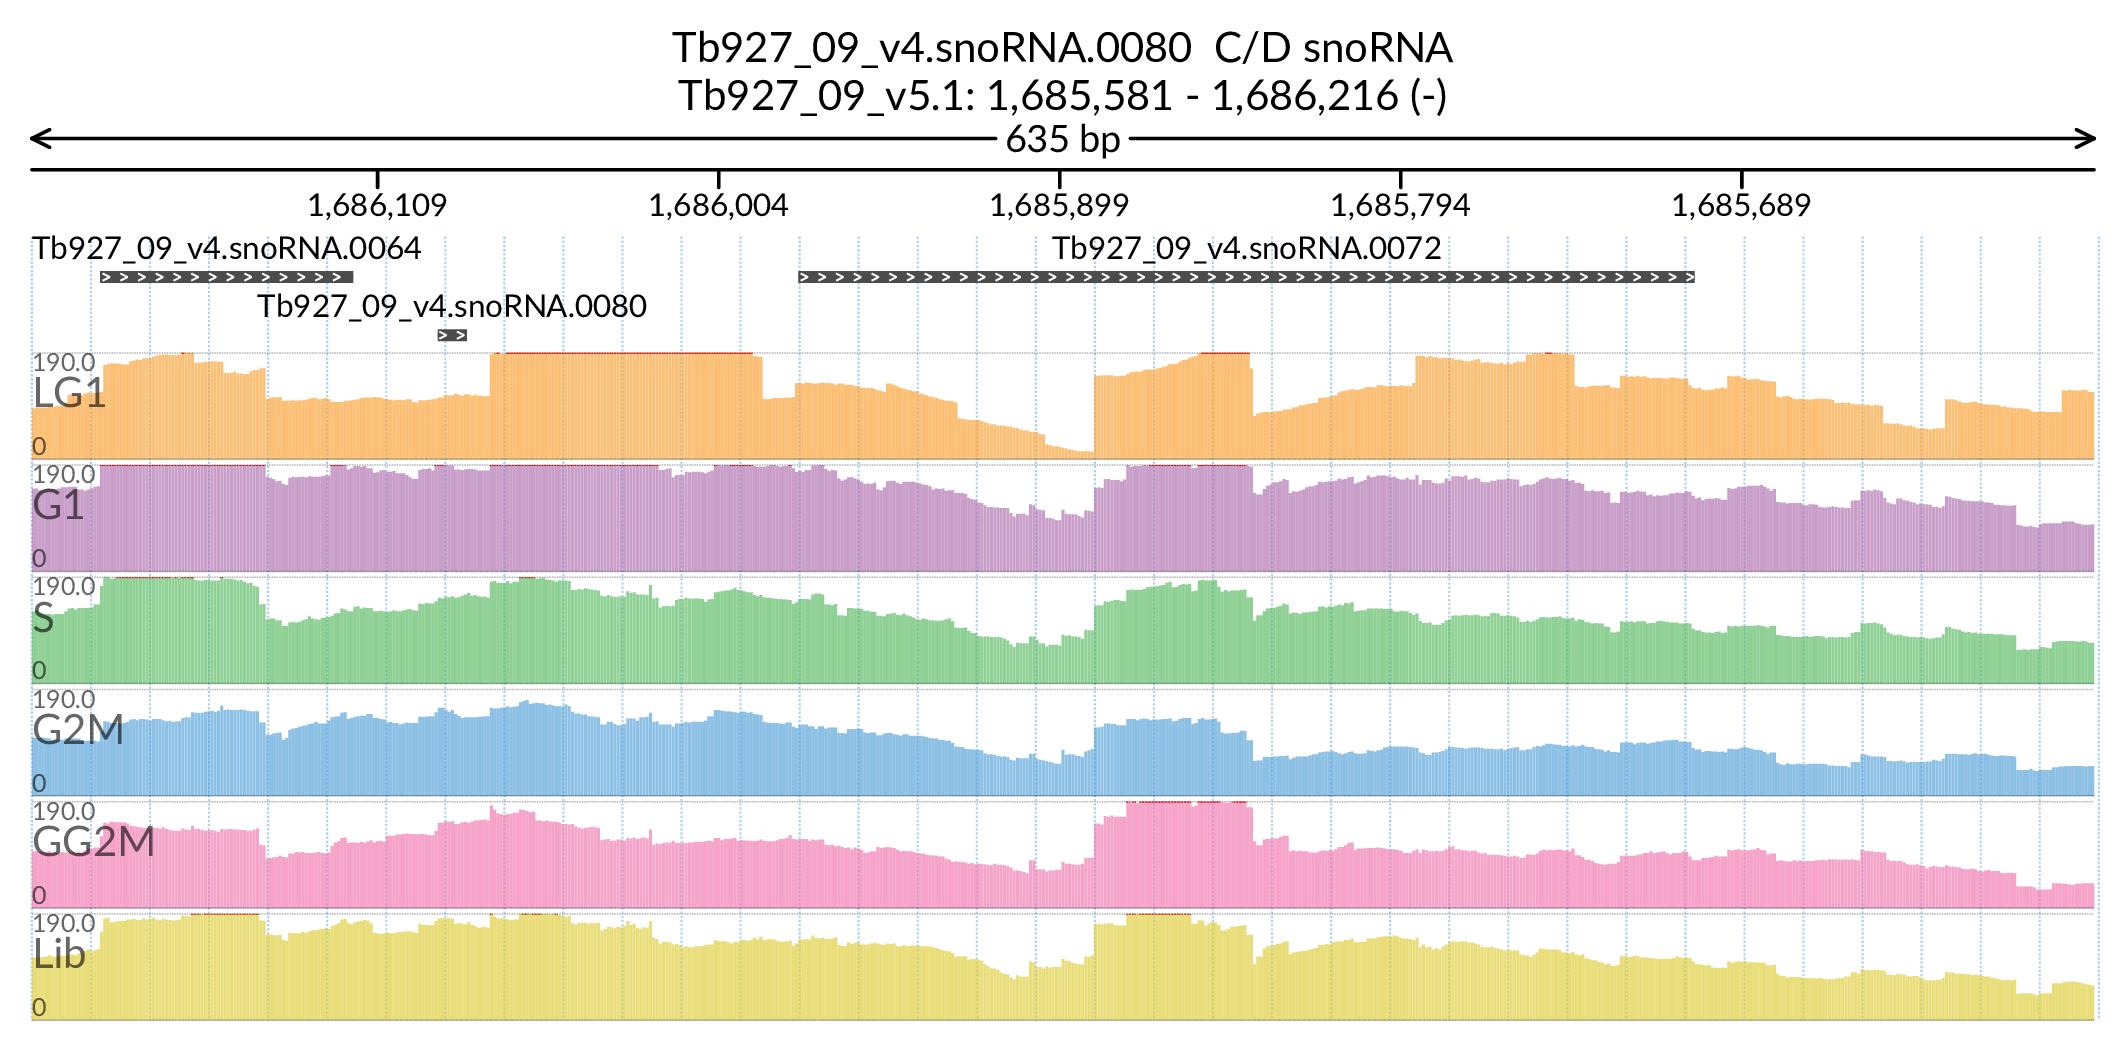 Tb927_09_v4.snoRNA.0080  C/D snoRNA
Tb927_09_v5.1: 1,685,581 - 1,686,216 (-)
635 bp
1,686,109 1,686,004 1,685,899 1,685,794 1,685,689
Tb927_09_v4.snoRNA.0064 Tb927_09_v4.snoRNA.0072
Tb927_09_v4.snoRNA.0080
190.0
LG1
0
190.0
G1
0
190.0
S
0
190.0
G2M
0
190.0
GG2M
0
190.0
Lib
0